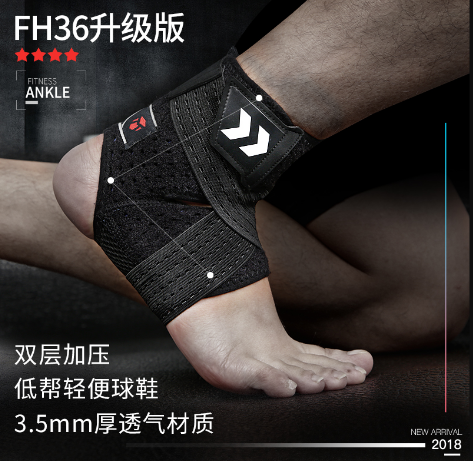 FH36升级版
FITNESS
ANKLE
双层加压
低帮轻便球鞋
3.5mm厚透气材质
NEW ARRIVAL
2018